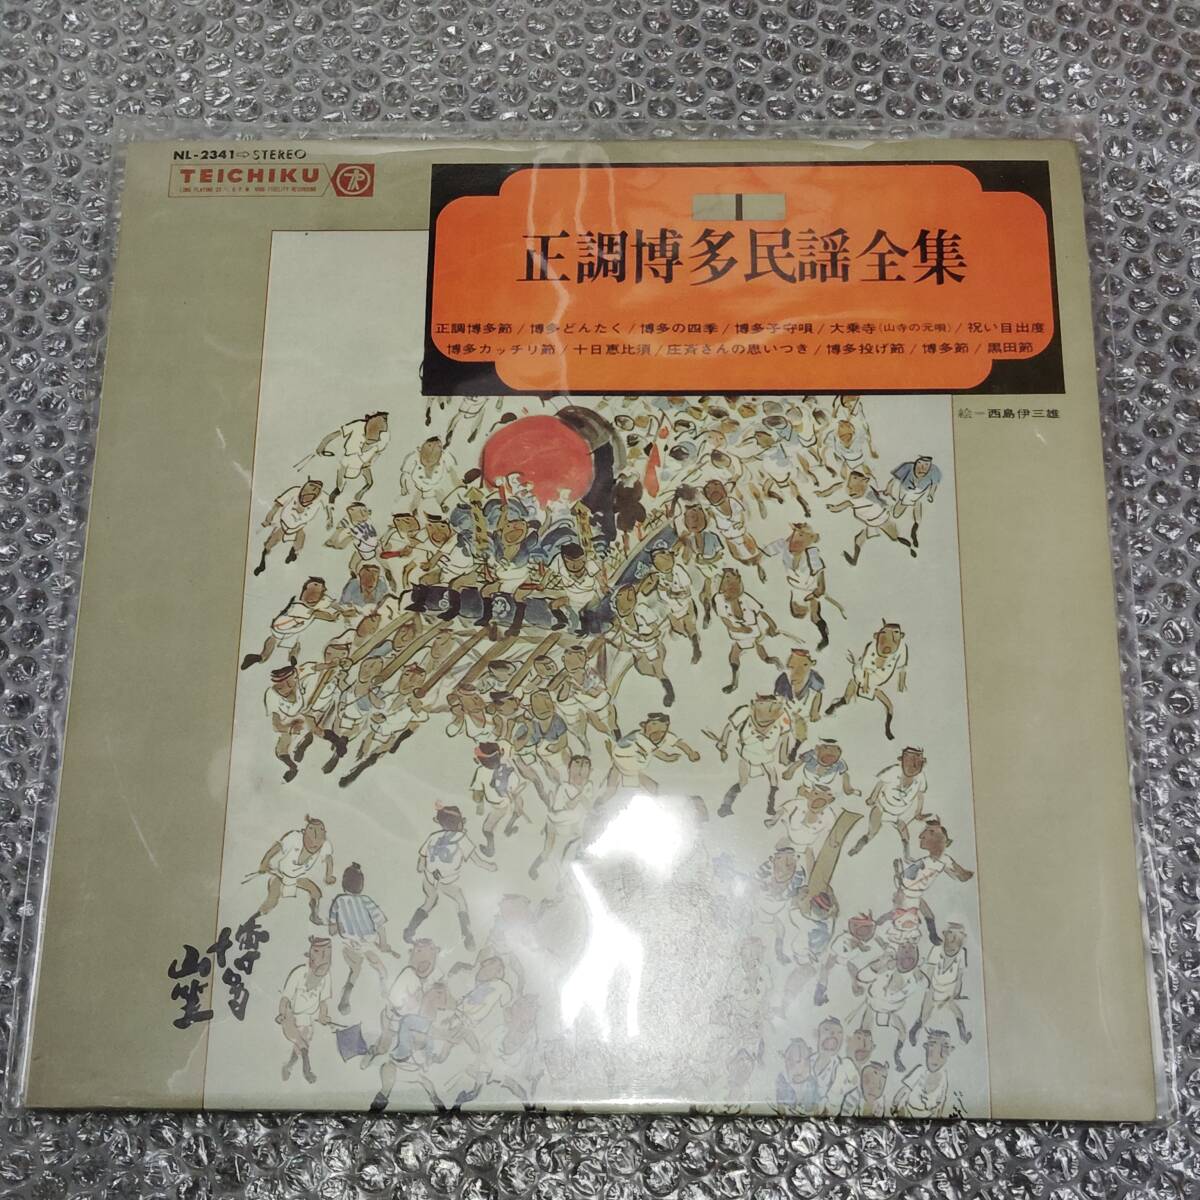 NL-2341⇨STEREO
TEICHIKU
LONG PLAYING 33 1/3 R.P.M. HIGH FIDELITY RECORDING
正調博多民謡全集
正調博多節/博多どんたく/博多の四季/博多子守唄/大乗寺(山寺の元唄)/祝い目出度
博多カッチリ節/十日恵比須/庄斉さんの思いつき/博多投げ節/博多節/黒田節
絵=西島伊三雄
博多
山笠